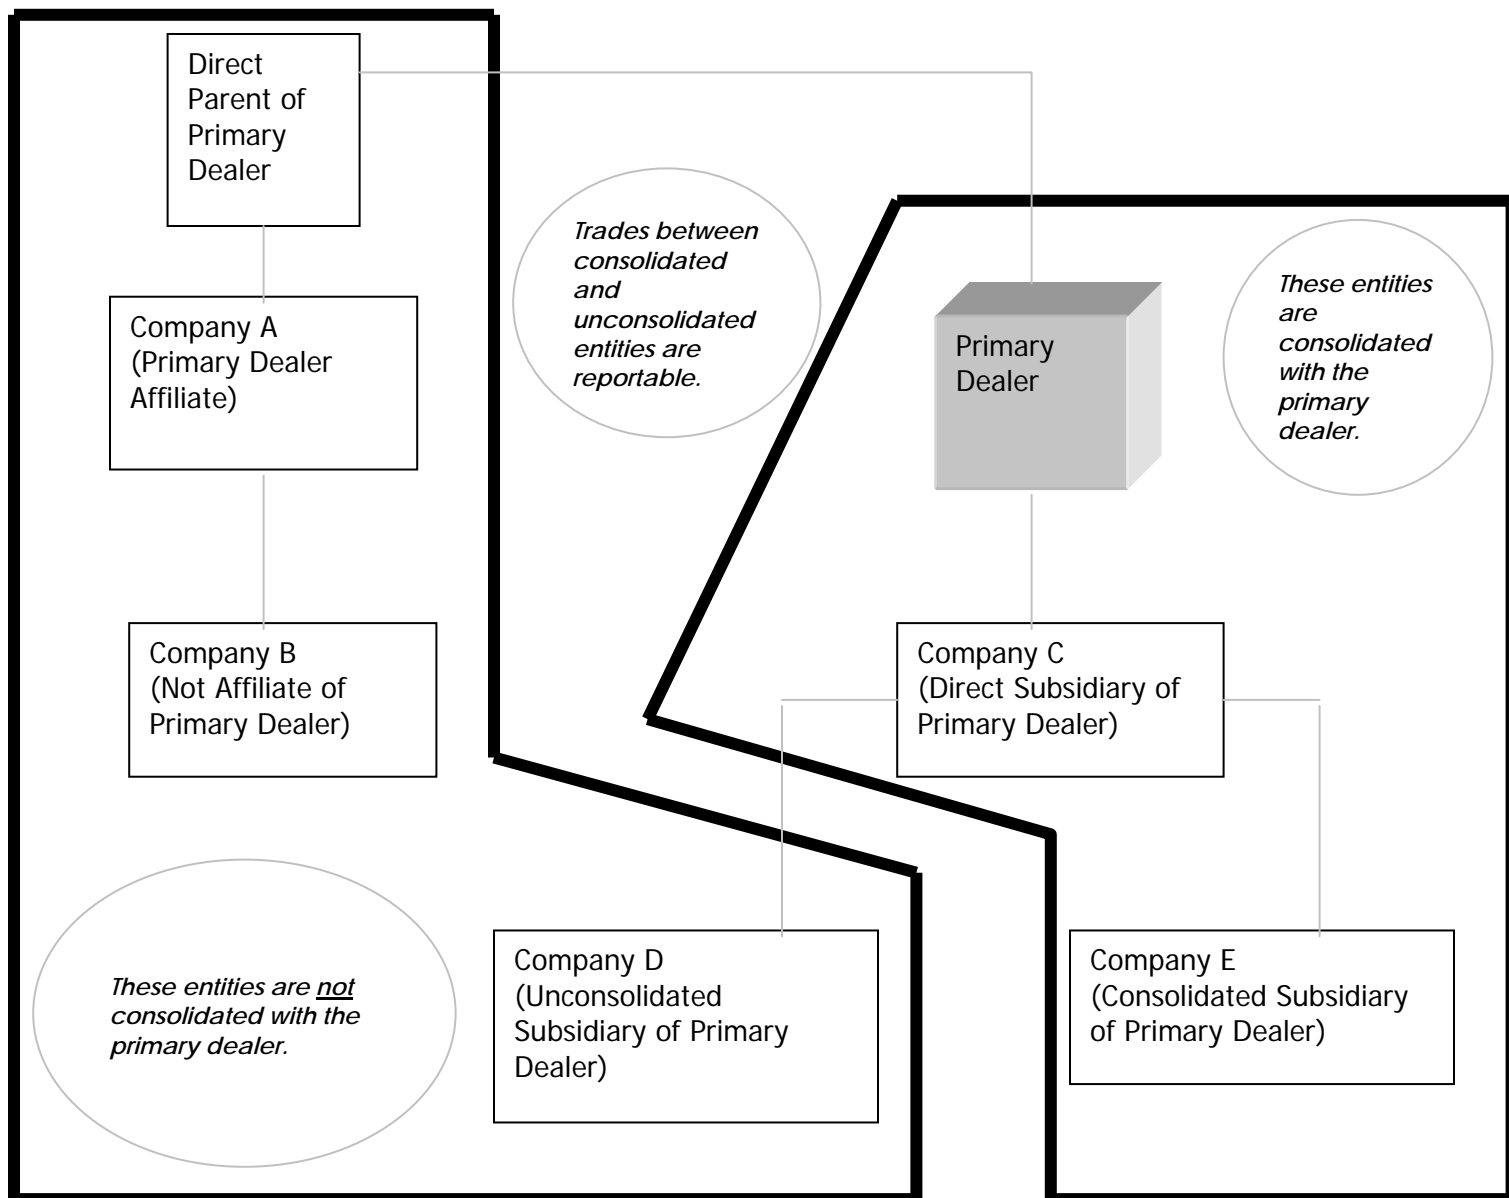 Direct
Parent of
Primary
Dealer
Trades between
consolidated
and
unconsolidated
entities are
reportable.
These entities
are
consolidated
with the
primary
dealer.
Company A
(Primary Dealer
Affiliate)
Primary
Dealer
Company B
(Not Affiliate of
Primary Dealer)
Company C
(Direct Subsidiary of
Primary Dealer)
These entities are not
consolidated with the
primary dealer.
Company D
(Unconsolidated
Subsidiary of Primary
Dealer)
Company E
(Consolidated Subsidiary
of Primary Dealer)